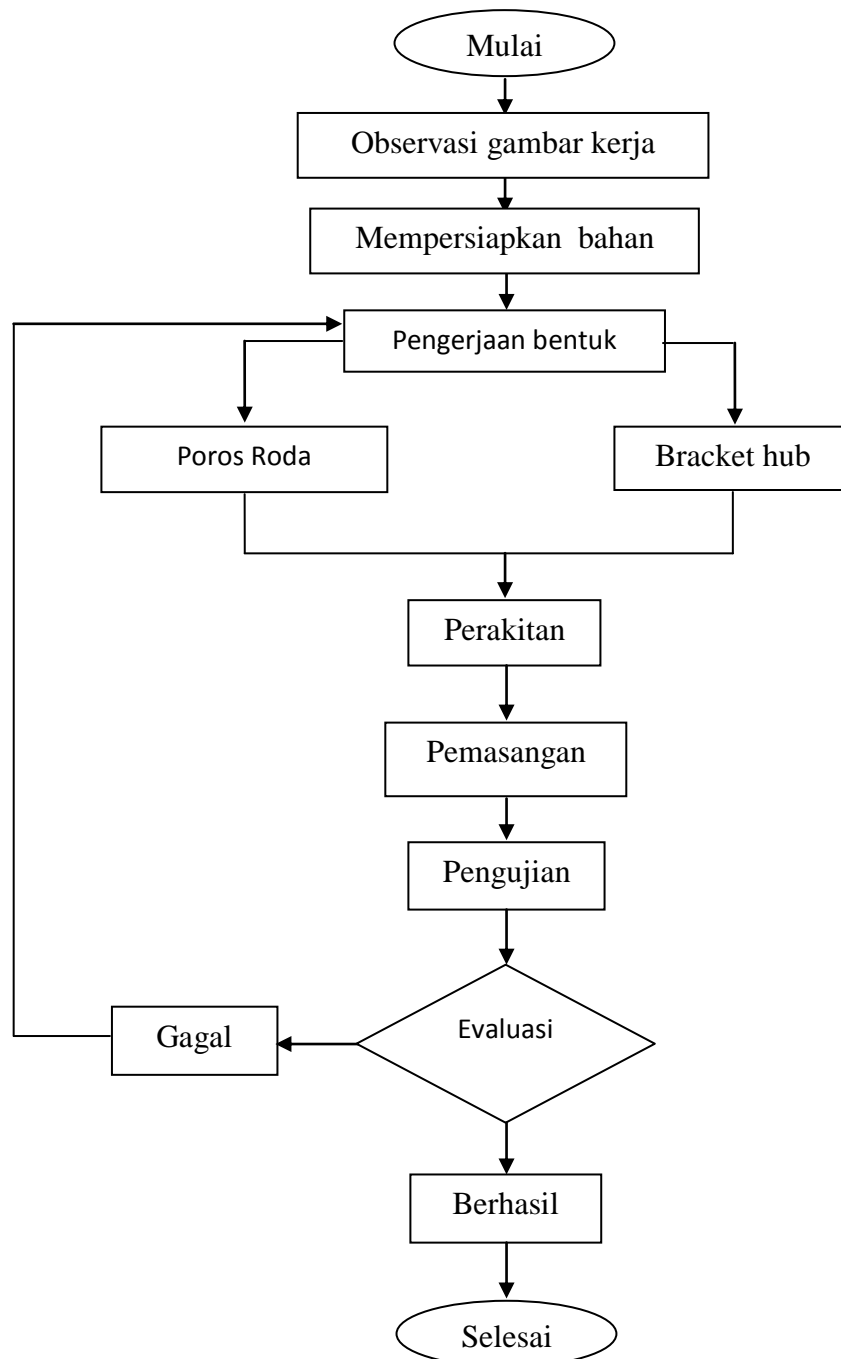 Mulai
Observasi gambar kerja
Mempersiapkan bahan
Pengerjaan bentuk
Poros Roda
Bracket hub
Perakitan
Pemasangan
Pengujian
Evaluasi
Gagal
Berhasil
Selesai